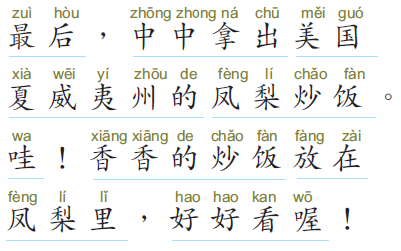 zuì hòu zhōng zhong ná chū měi guó
最后，中中拿出美国
xià wēi yí zhōu de fèng lí chǎo fàn
夏威夷州的凤梨炒饭。
wa xiāng xiāng de chǎo fàn fàng zài
哇！香香的炒饭放在
fèng lí lǐ hao hao kan wō
凤梨里，好好看喔！